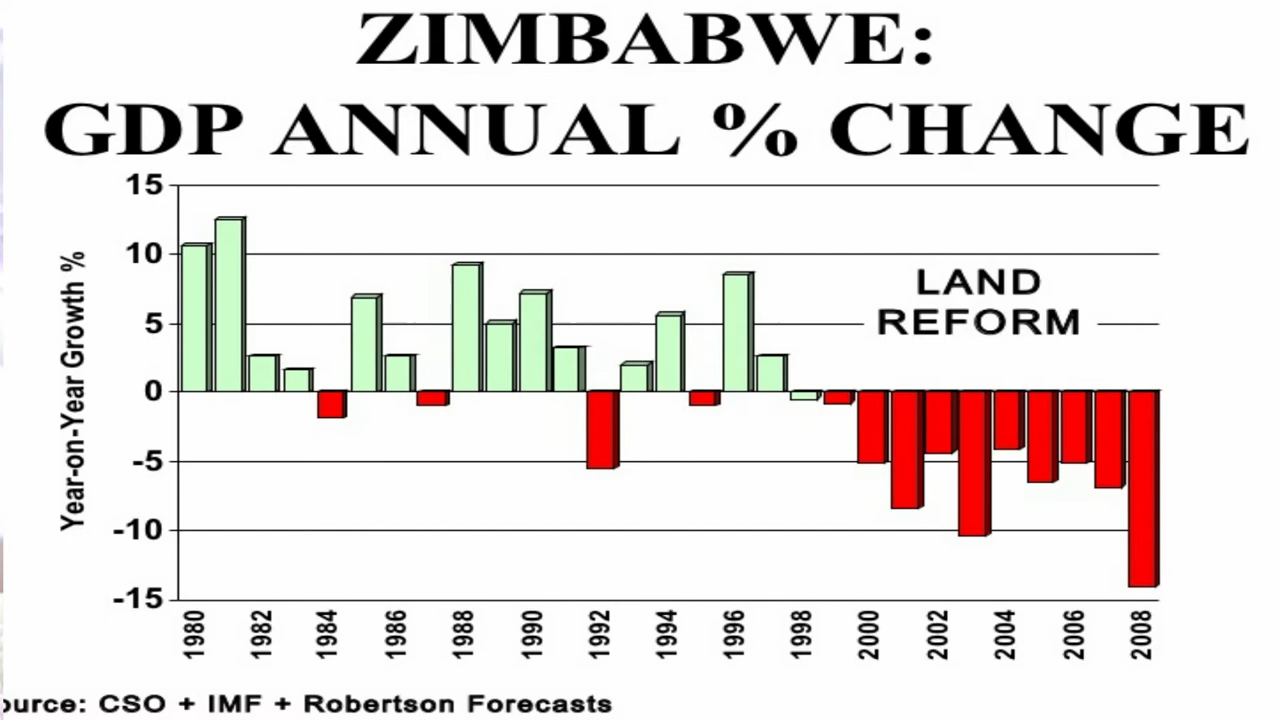 ZIMBABWE:
GDP ANNUAL % CHANGE
Year-on-Year Growth %
15
10
5
0
-5
-10
-15
LAND
REFORM
1980 1982 1984 1986 1988 1990 1992 1994 1996 1998 2000 2002 2004 2006 2008
ource: CSO + IMF + Robertson Forecasts